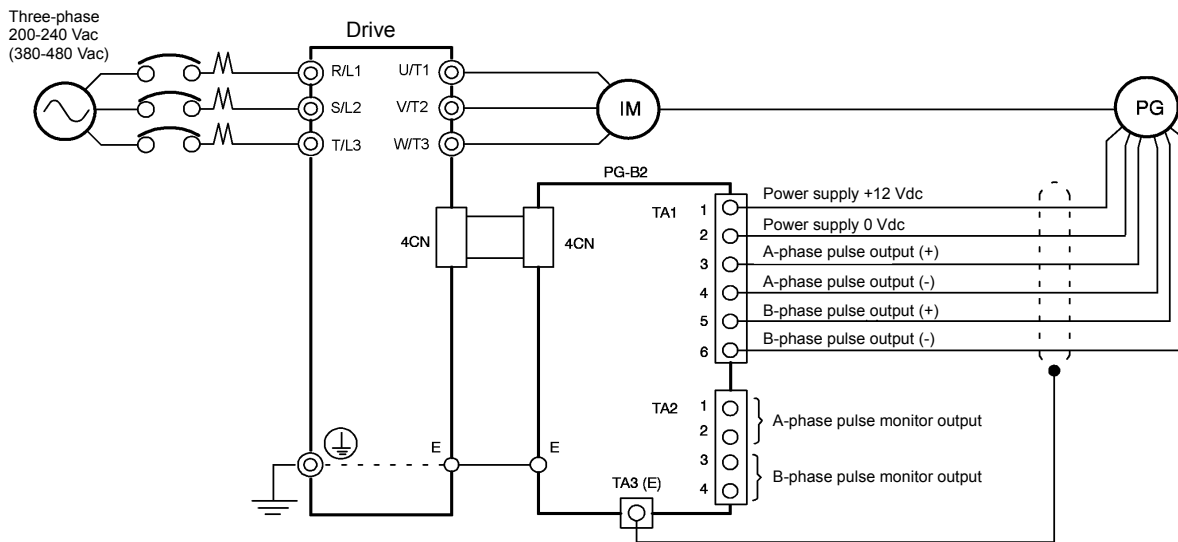 Three-phase
200-240 Vac
(380-480 Vac)
Drive
R/L1
U/T1
S/L2
V/T2
T/L3
W/T3
IM
PG
PG-B2
4CN
4CN
TA1
1
Power supply +12 Vdc
2
Power supply 0 Vdc
3
A-phase pulse output (+)
4
A-phase pulse output (-)
5
B-phase pulse output (+)
6
B-phase pulse output (-)
TA2
1
2
A-phase pulse monitor output
3
4
B-phase pulse monitor output
E
E
TA3 (E)